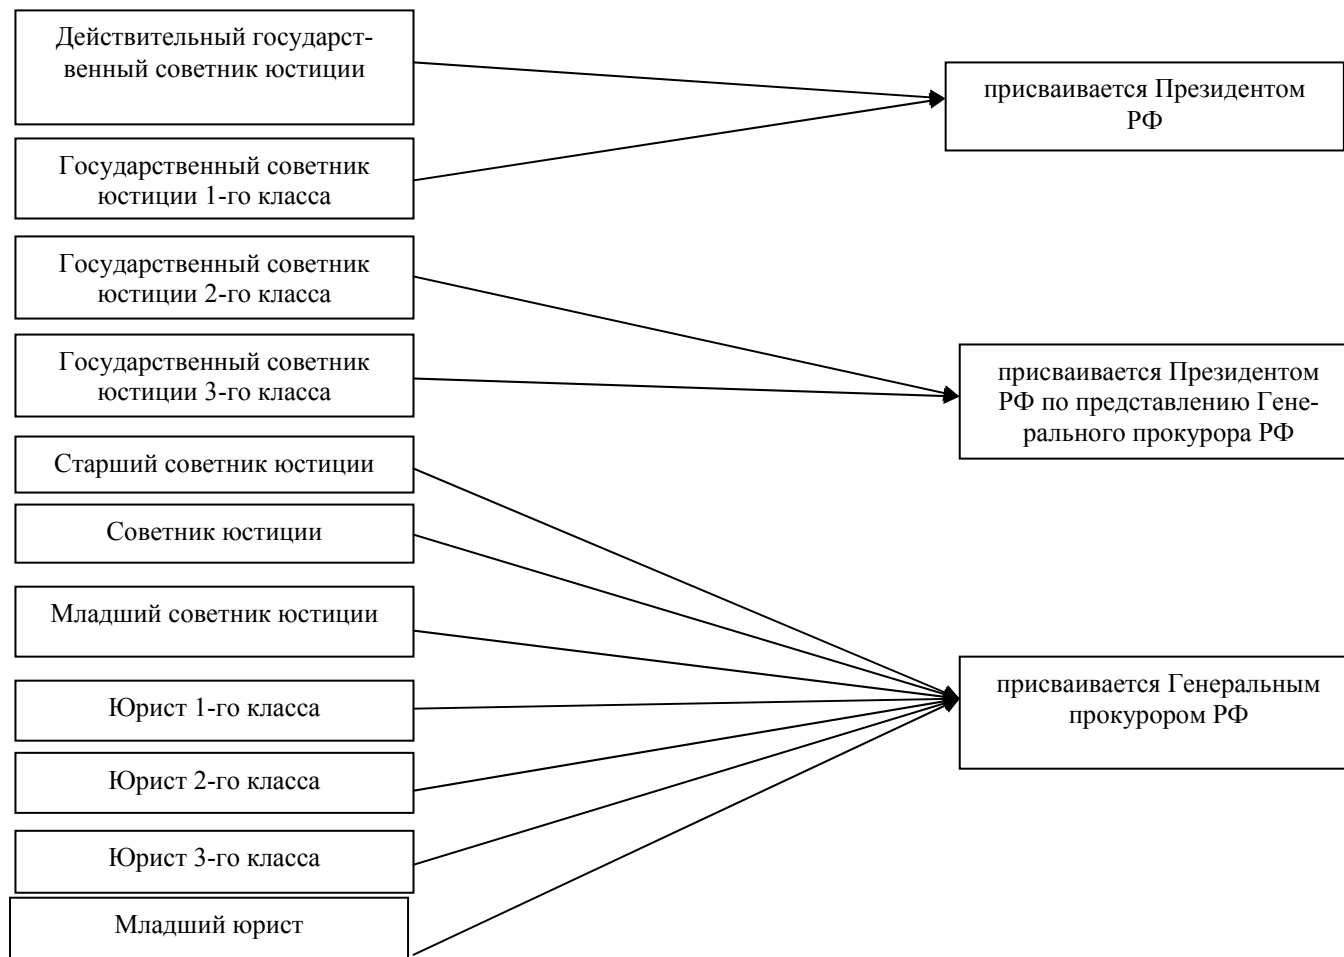 Действительный государст-
венный советник юстиции
присваивается Президентом
РФ
Государственный советник
юстиции 1-го класса
Государственный советник
юстиции 2-го класса
Государственный советник
юстиции 3-го класса
присваивается Президентом
РФ по представлению Гене-
рального прокурора РФ
Старший советник юстиции
Советник юстиции
Младший советник юстиции
Юрист 1-го класса
присваивается Генеральным
прокурором РФ
Юрист 2-го класса
Юрист 3-го класса
Младший юрист